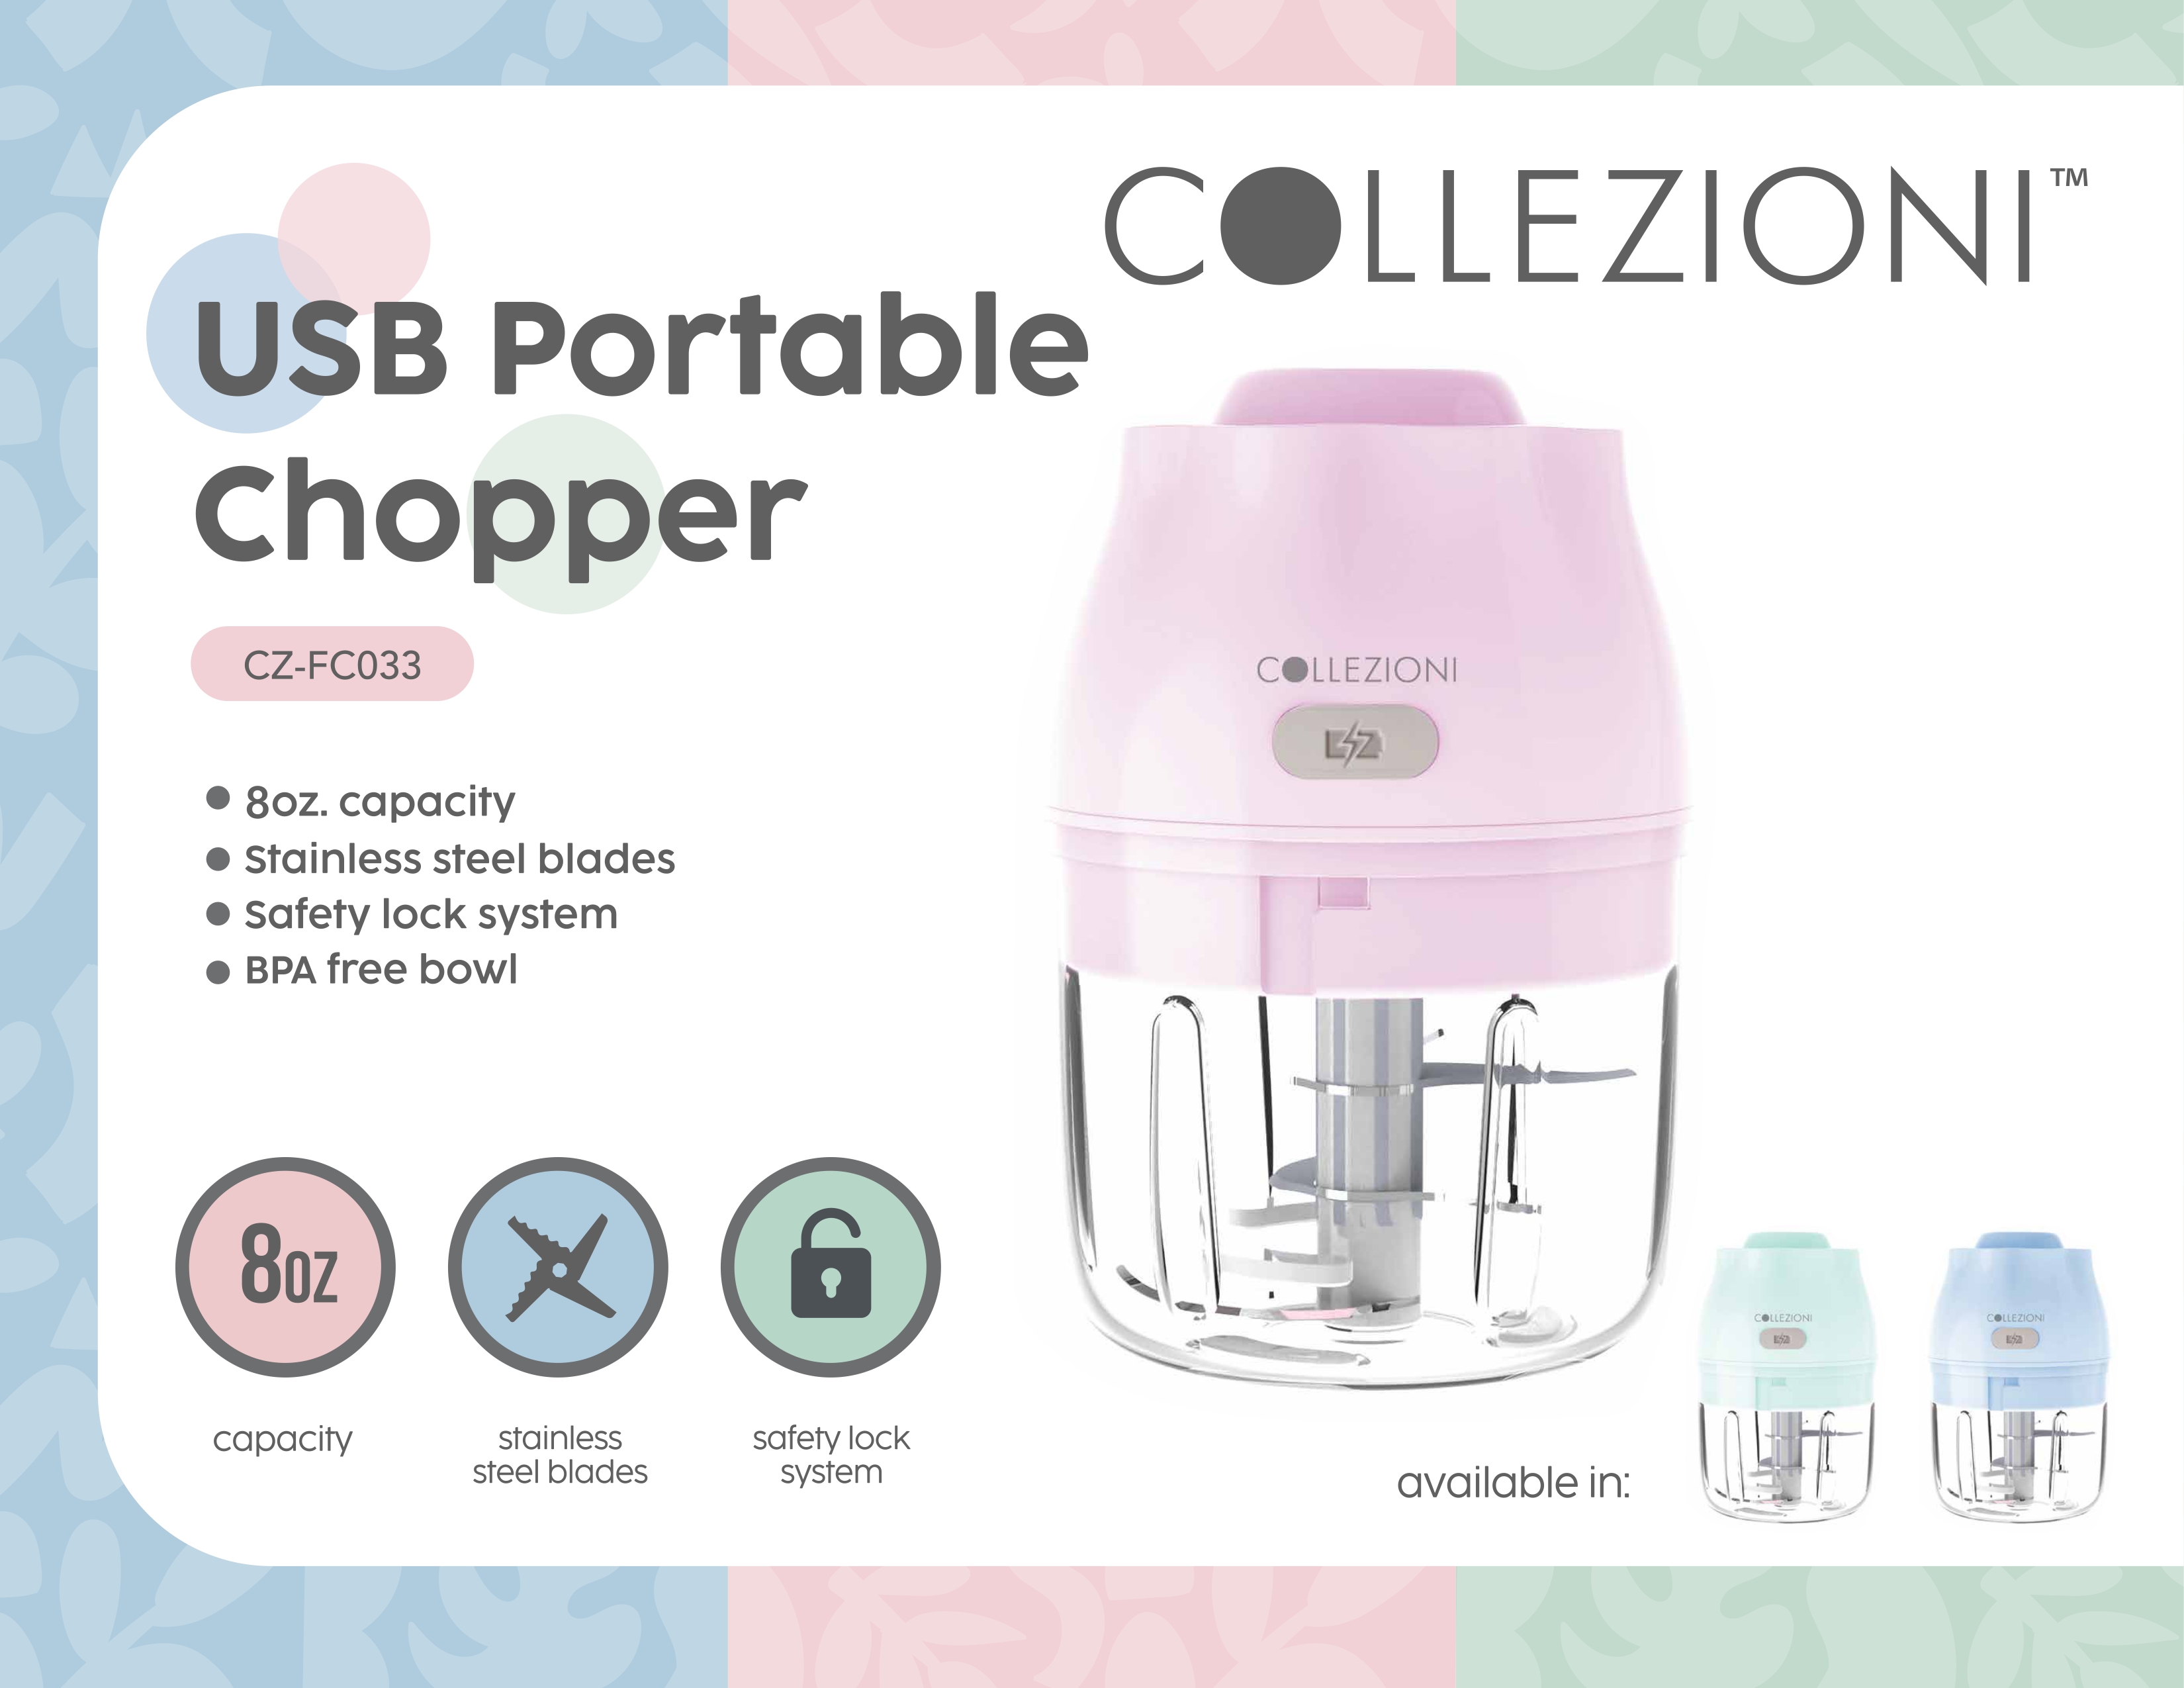 COLLEZIONI™
USB Portable
Chopper
CZ-FC033
8oz. capacity
Stainless steel blades
Safety lock system
BPA free bowl
COLLEZIONI
8oz
capacity
stainless
steel blades
safety lock
system
available in:
COLLEZIONI
COLLEZIONI